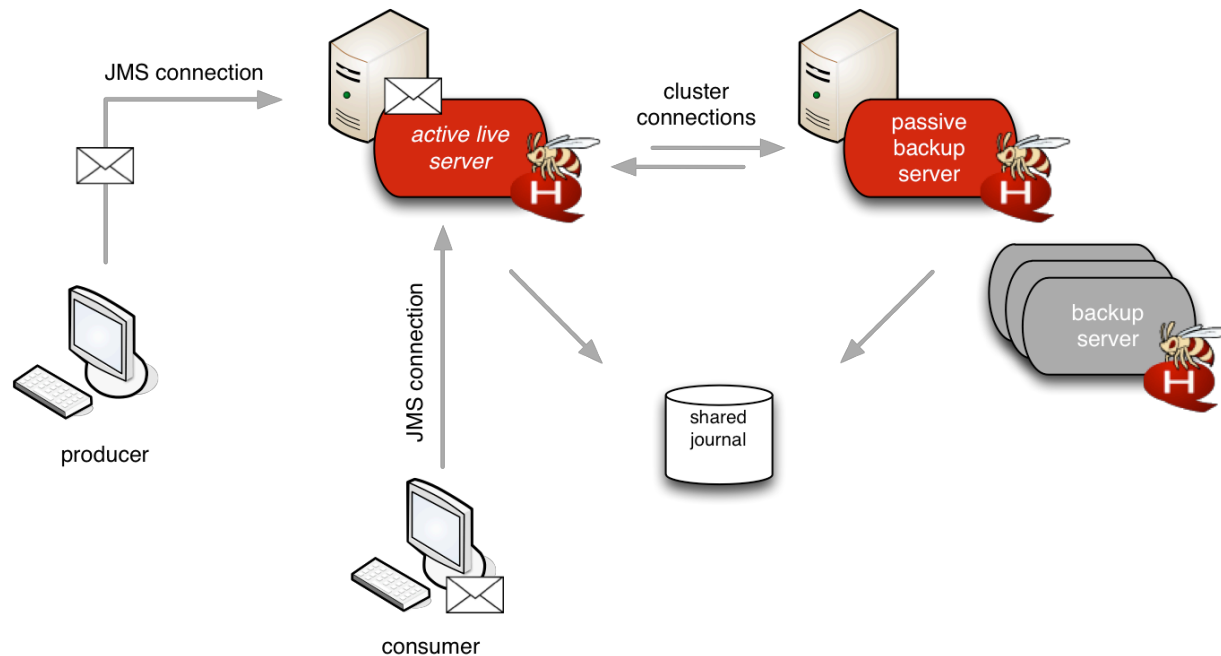 JMS connection
active live
server
H
cluster
connections
passive
backup
server
H
backup
server
H
JMS connection
shared
journal
producer
consumer